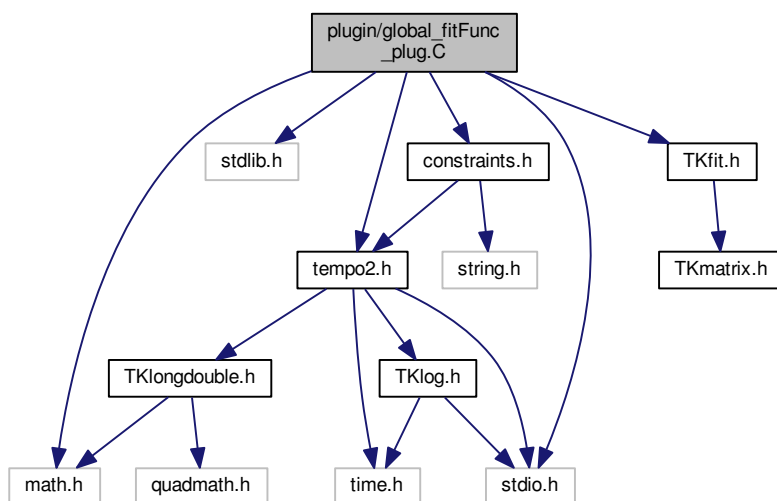 plugin/global_fitFunc
_plug.C
stdlib.h
constraints.h
TKfit.h
tempo2.h
string.h
TKmatrix.h
TKlongdouble.h
TKlog.h
math.h
quadmath.h
time.h
stdio.h